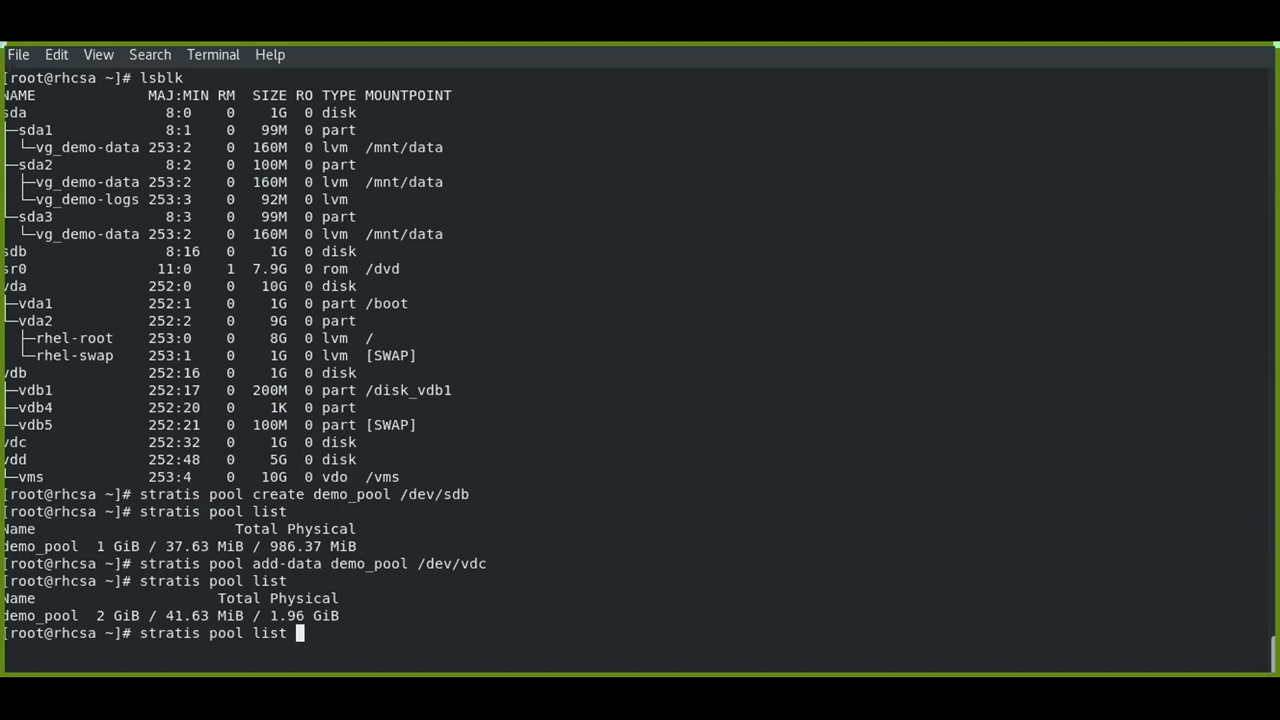 File Edit View Search Terminal Help
[root@rhcsa ~]# lsblk
NAME MAJ:MIN RM SIZE RO TYPE MOUNTPOINT
sda 8:0 0 1G 0 disk
├─sda1 8:1 0 99M 0 part
│ └─vg_demo-data 253:2 0 160M 0 lvm /mnt/data
├─sda2 8:2 0 100M 0 part
│ ├─vg_demo-data 253:2 0 160M 0 lvm /mnt/data
│ └─vg_demo-logs 253:3 0 92M 0 lvm
└─sda3 8:3 0 99M 0 part
└─vg_demo-data 253:2 0 160M 0 lvm /mnt/data
sdb 8:16 0 1G 0 disk
sr0 11:0 1 7.9G 0 rom /dvd
vda 252:0 0 10G 0 disk
├─vda1 252:1 0 1G 0 part /boot
└─vda2 252:2 0 9G 0 part
├─rhel-root 253:0 0 8G 0 lvm /
└─rhel-swap 253:1 0 1G 0 lvm [SWAP]
vdb 252:16 0 1G 0 disk
├─vdb1 252:17 0 200M 0 part /disk_vdb1
├─vdb4 252:20 0 1K 0 part
└─vdb5 252:21 0 100M 0 part [SWAP]
vdc 252:32 0 1G 0 disk
vdd 252:48 0 5G 0 disk
└─vms 253:4 0 10G 0 vdo /vms
[root@rhcsa ~]# stratis pool create demo_pool /dev/sdb
[root@rhcsa ~]# stratis pool list
Name Total Physical
demo_pool 1 GiB / 37.63 MiB / 986.37 MiB
[root@rhcsa ~]# stratis pool add-data demo_pool /dev/vdc
[root@rhcsa ~]# stratis pool list
Name Total Physical
demo_pool 2 GiB / 41.63 MiB / 1.96 GiB
[root@rhcsa ~]# stratis pool list